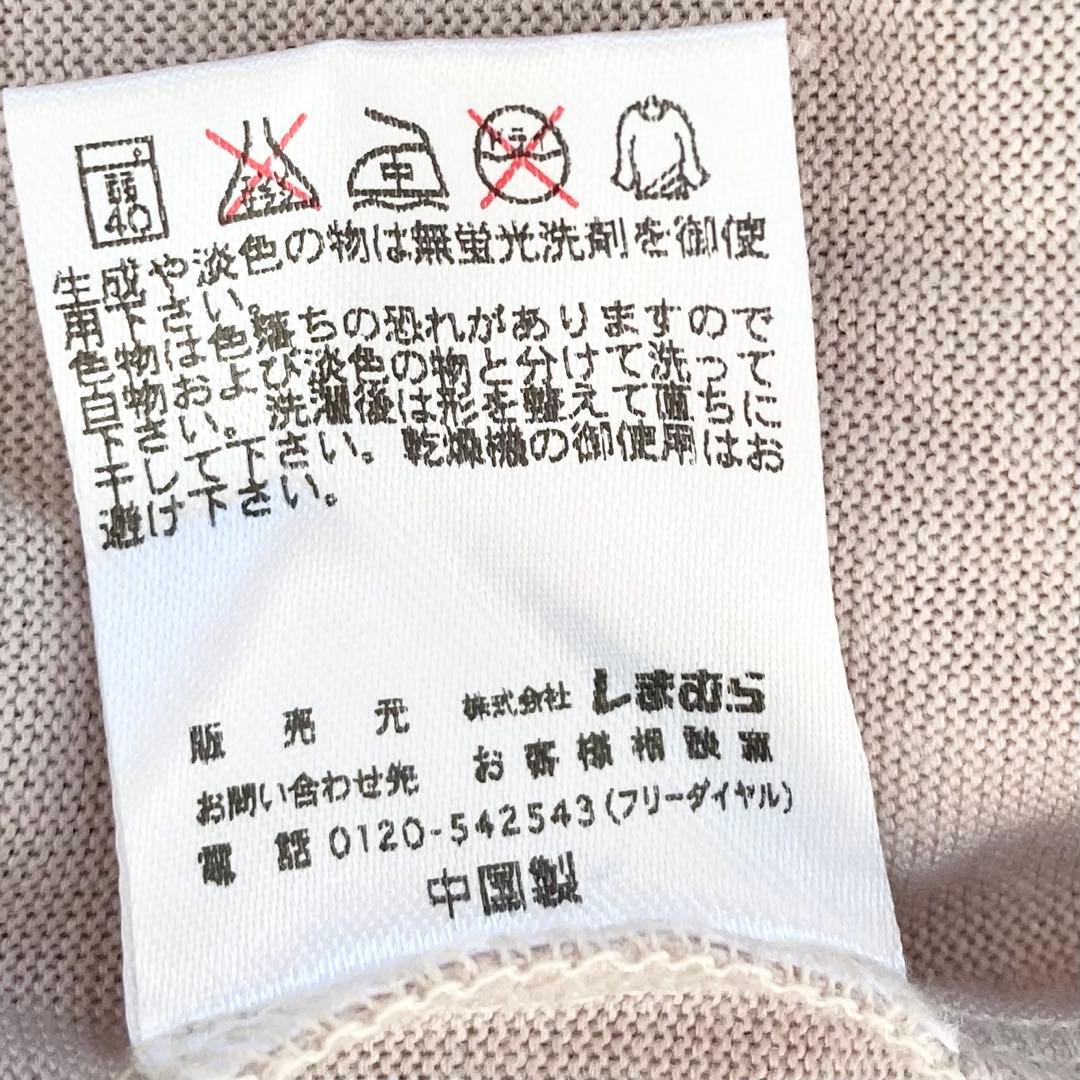 弱
40
中
ドライ
生成や淡色の物は無蛍光洗剤を御使
用下さい。
色物は色落ちの恐れがありますので
白物および淡色の物と分けて洗って
下さい。洗濯後は形を整えて直ちに
干して下さい。乾燥機の御使用はお
避け下さい。
販売元 株式会社 しまむら
お問い合わせ先 お客様相談室
電話 0120-542543(フリーダイヤル)
中国製